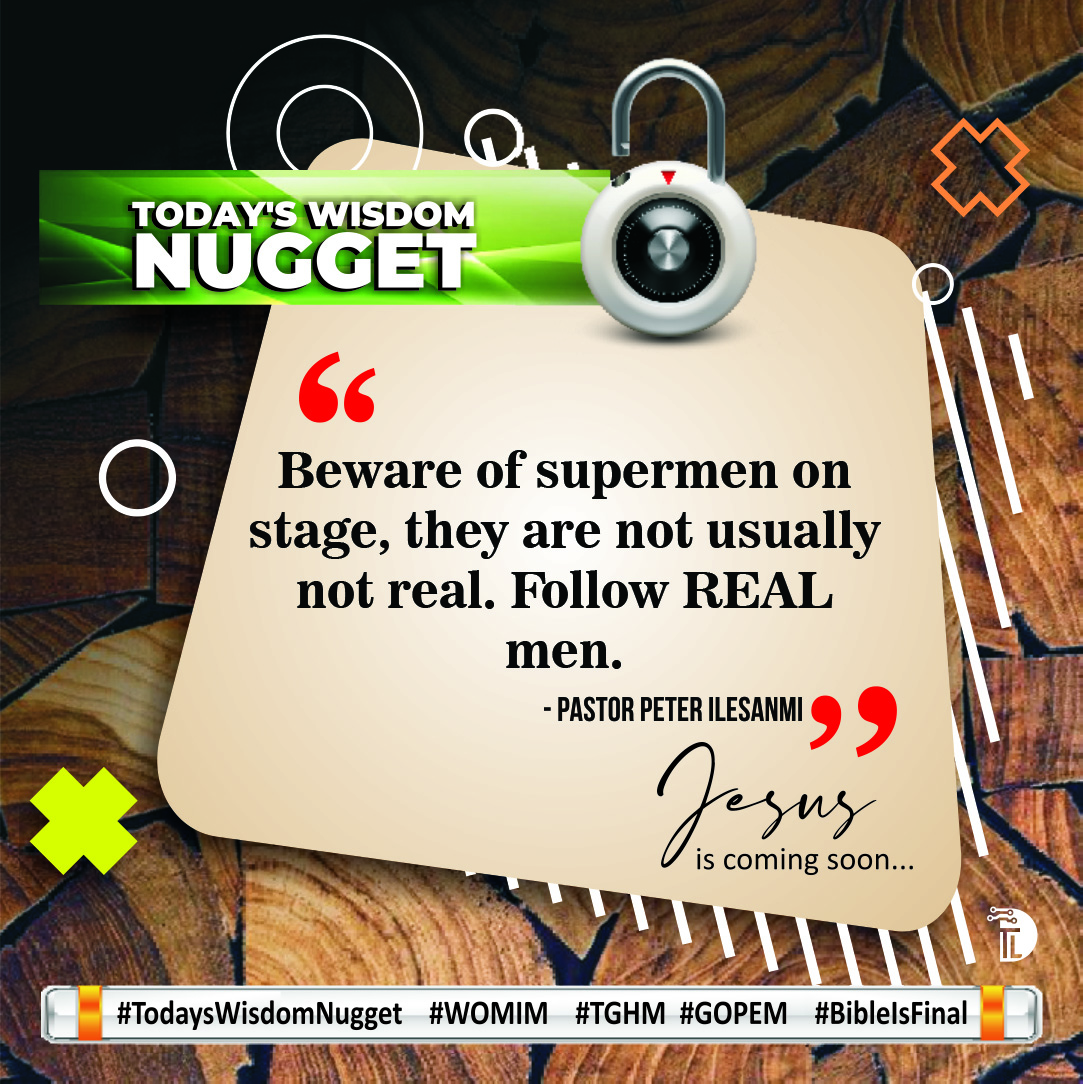 TODAY'S WISDOM
NUGGET
“
Beware of supermen on
stage, they are not usually
not real. Follow REAL
men.
- PASTOR PETER ILESANMI ”
Jesus
is coming soon...
TL
#TodaysWisdomNugget #WOMIM #TGHM #GOPEM #BibleIsFinal